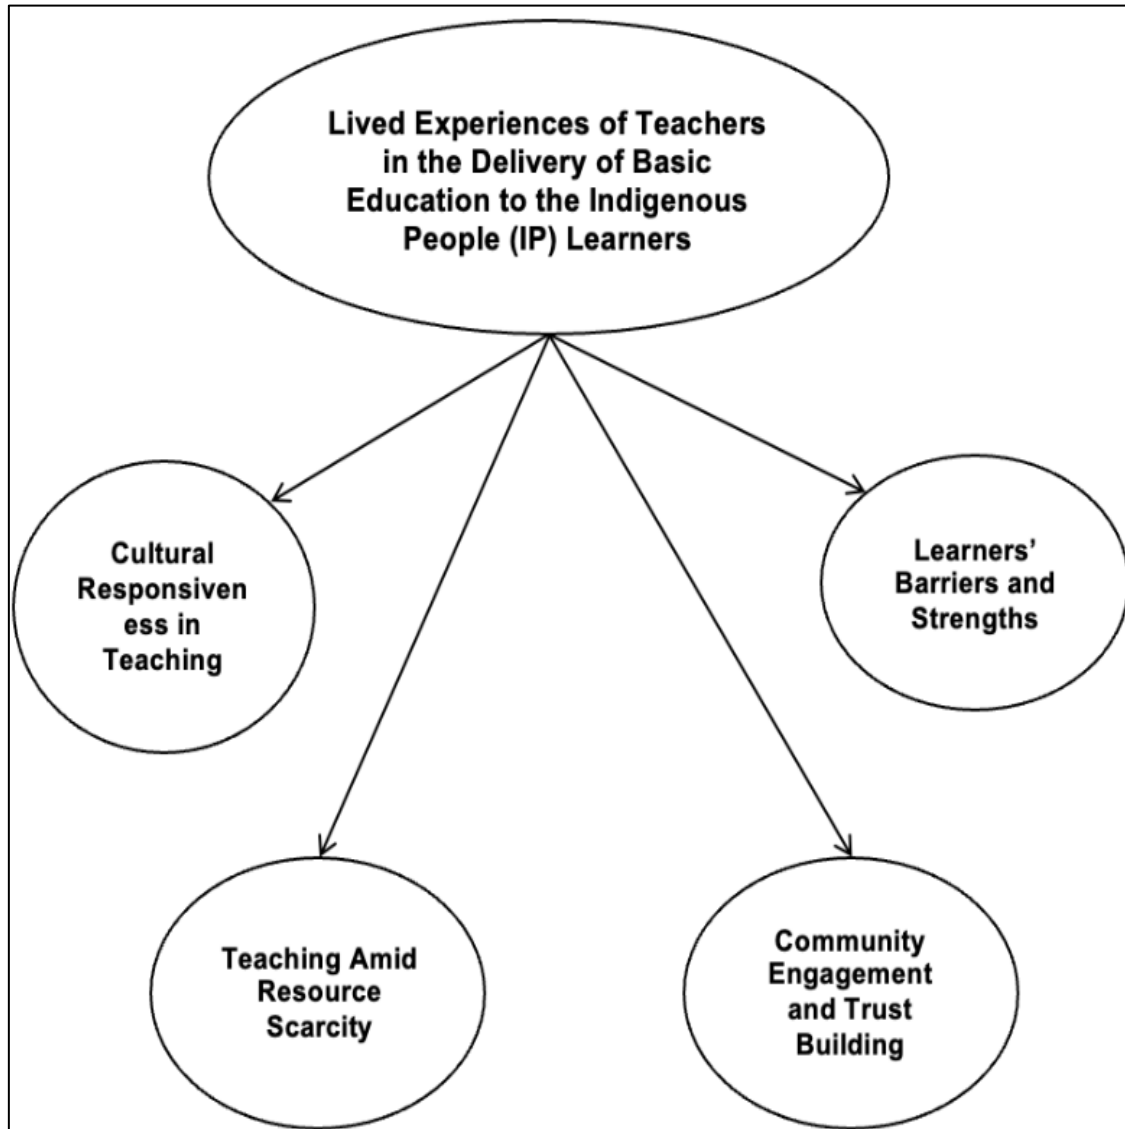 Lived Experiences of Teachers
in the Delivery of Basic
Education to the Indigenous
People (IP) Learners
Cultural
Responsiven
ess in
Teaching
Learners’
Barriers and
Strengths
Teaching Amid
Resource
Scarcity
Community
Engagement
and Trust
Building